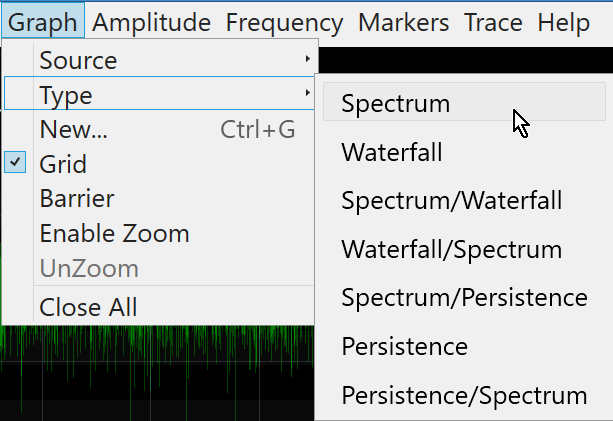 Graph Amplitude Frequency Markers Trace Help
Source
Type
New... Ctrl+G
Grid
Barrier
Enable Zoom
UnZoom
Close All
Spectrum
Waterfall
Spectrum/Waterfall
Waterfall/Spectrum
Spectrum/Persistence
Persistence
Persistence/Spectrum